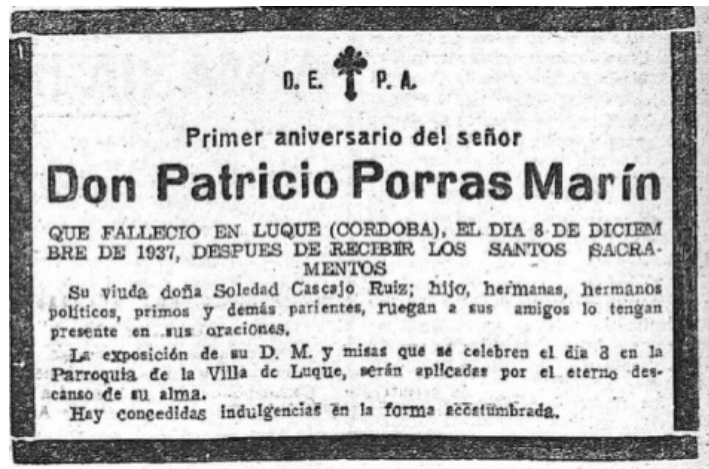 D. E. P. A.
Primer aniversario del señor
Don Patricio Porras Marín
QUE FALLECIO EN LUQUE (CORDOBA), EL DIA 8 DE DICIEM
BRE DE 1937, DESPUES DE RECIBIR LOS SANTOS SACRA-
MENTOS
Su viuda doña Soledad Cascajo Ruiz; hijo, hermanas, hermanos
políticos, primos y demás parientes, ruegan a sus amigos lo tengan
presente en sus oraciones.
La exposición de su D. M. y misas que se celebren el día 8 en la
Parroquia de la Villa de Luque, serán aplicadas por el eterno des-
canso de su alma.
Hay concedidas indulgencias en la forma acostumbrada.